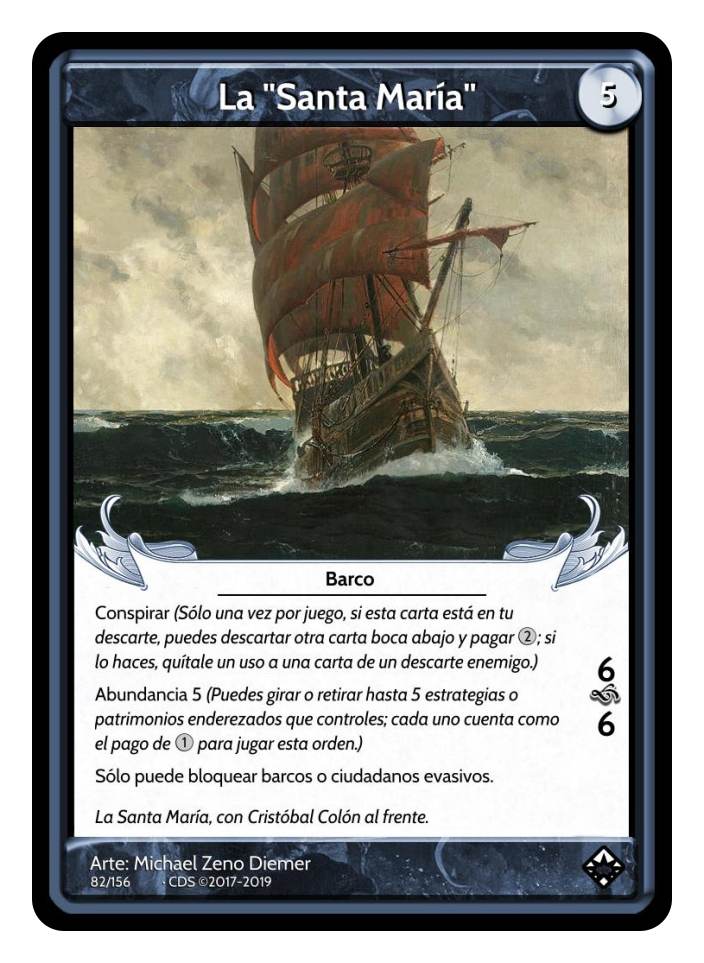 La "Santa María"
5
Barco
Conspirar (Sólo una vez por juego, si esta carta está en tu
descarte, puedes descartar otra carta boca abajo y pagar 2; si
lo haces, quítale un uso a una carta de un descarte enemigo.)
Abundancia 5 (Puedes girar o retirar hasta 5 estrategias o
patrimonios enderezados que controles; cada uno cuenta como
el pago de 1 para jugar esta orden.)
Sólo puede bloquear barcos o ciudadanos evasivos.
La Santa María, con Cristóbal Colón al frente.
6
6
Arte: Michael Zeno Diemer
82/156 · CDS ©2017-2019